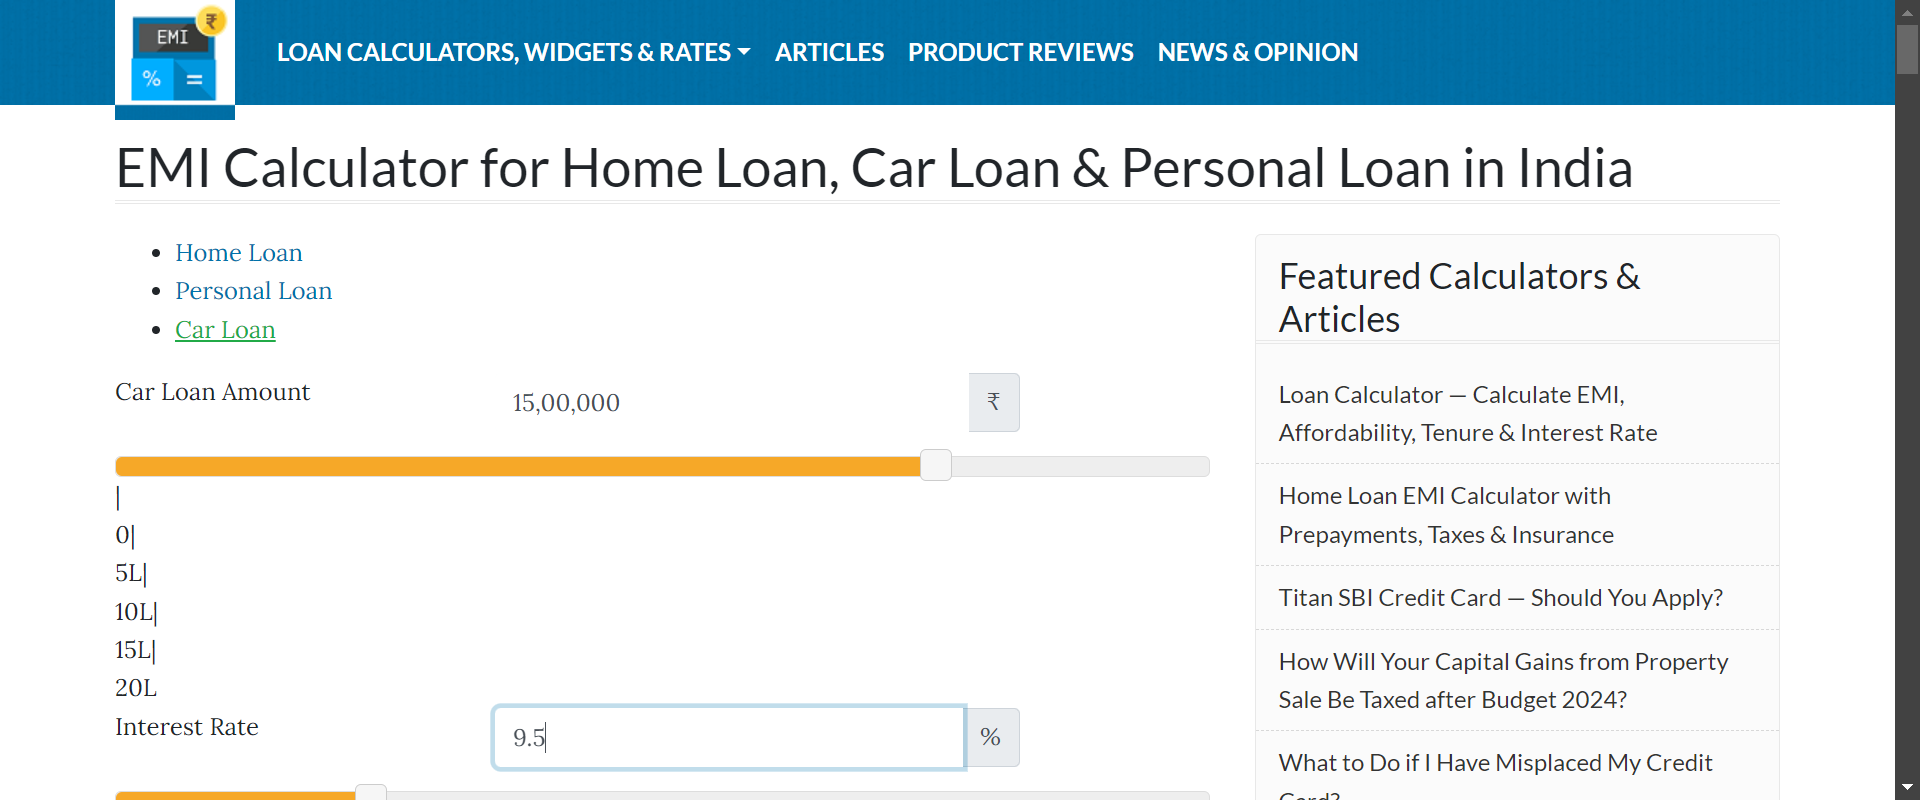 EMI
₹
% =
LOAN CALCULATORS, WIDGETS & RATES
ARTICLES
PRODUCT REVIEWS
NEWS & OPINION
EMI Calculator for Home Loan, Car Loan & Personal Loan in India
Home Loan
Personal Loan
Car Loan
Car Loan Amount
15,00,000
₹
|
0|
5L|
10L|
15L|
20L
Interest Rate
9.5
%
Featured Calculators &
Articles
Loan Calculator — Calculate EMI,
Affordability, Tenure & Interest Rate
Home Loan EMI Calculator with
Prepayments, Taxes & Insurance
Titan SBI Credit Card — Should You Apply?
How Will Your Capital Gains from Property
Sale Be Taxed after Budget 2024?
What to Do if I Have Misplaced My Credit
Card?